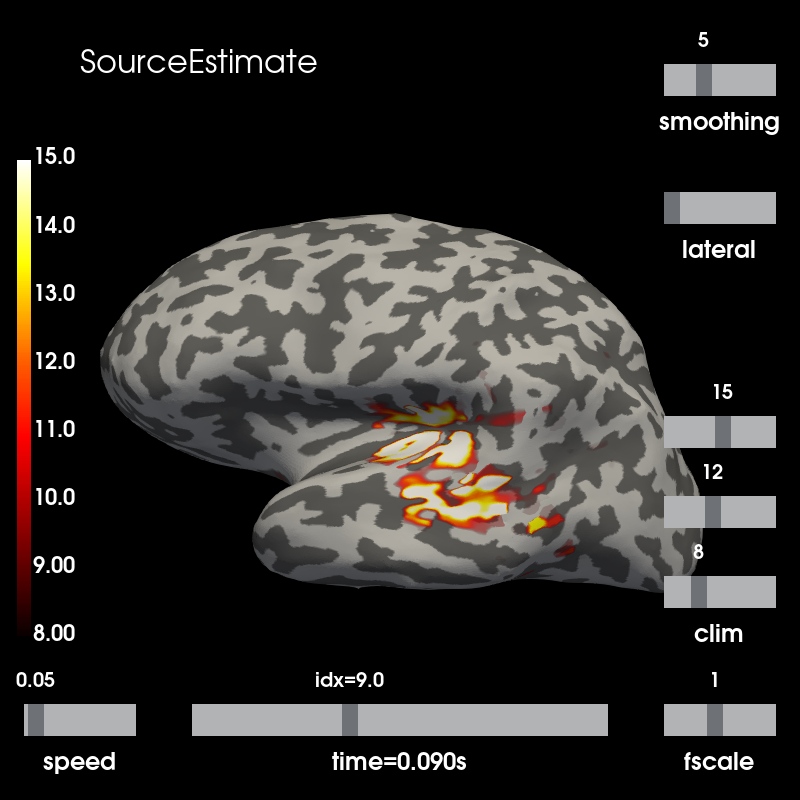 SourceEstimate
5
smoothing
lateral
15.0
14.0
13.0
12.0
11.0
10.0
9.00
8.00
15
12
8
clim
0.05
speed
idx=9.0
time=0.090s
1
fscale